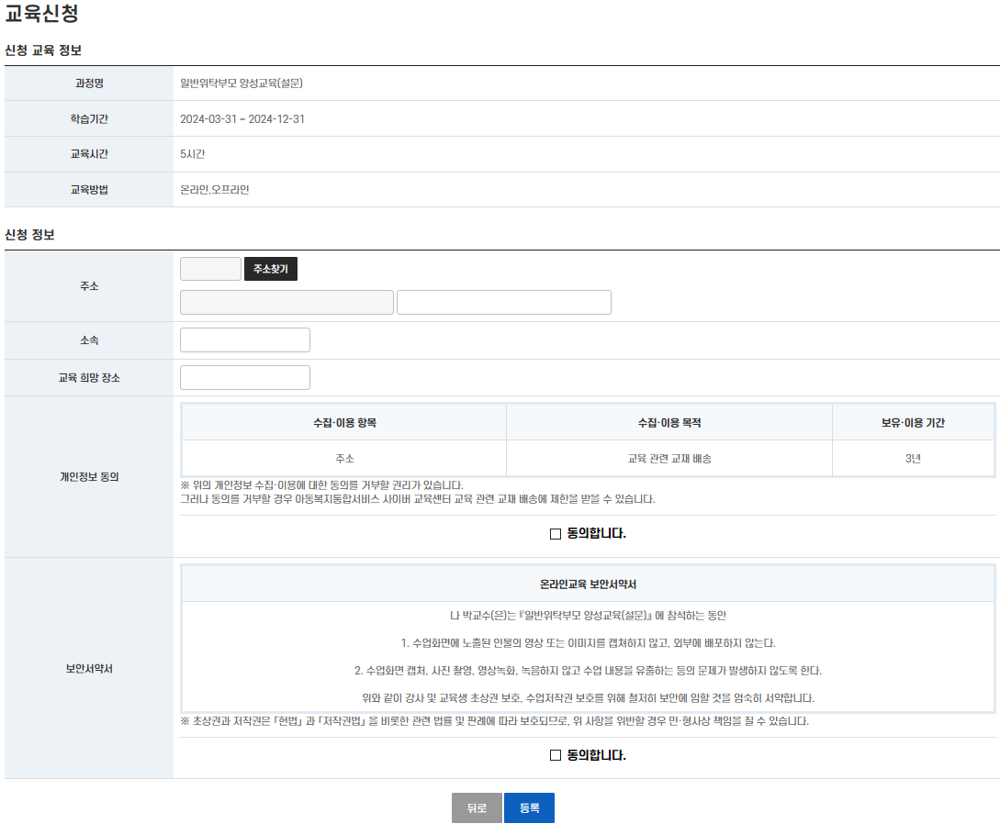 교육신청
신청 교육 정보
과정명 일반위탁부모 양성교육(설문)
학습기간 2024-03-31 ~ 2024-12-31
교육시간 5시간
교육방법 온라인,오프라인
신청 정보
주소 주소찾기
소속
교육 희망 장소
개인정보 동의
수집·이용 항목 수집·이용 목적 보유·이용 기간
주소 교육 관련 교재 배송 3년
※ 위의 개인정보 수집·이용에 대한 동의를 거부할 권리가 있습니다.
그러나 동의를 거부할 경우 아동복지통합서비스 사이버 교육센터 교육 관련 교재 배송에 제한을 받을 수 있습니다.
동의합니다.
보안서약서
온라인교육 보안서약서
나 박교수(은)는 『일반위탁부모 양성교육(설문)』 에 참석하는 동안
1. 수업화면에 노출된 인물의 영상 또는 이미지를 캡쳐하지 않고, 외부에 배포하지 않는다.
2. 수업화면 캡처, 사진 촬영, 영상녹화, 녹음하지 않고 수업 내용을 유출하는 등의 문제가 발생하지 않도록 한다.
위와 같이 강사 및 교육생 초상권 보호, 수업저작권 보호를 위해 철저히 보안에 임할 것을 엄숙히 서약합니다.
※ 초상권과 저작권은 「헌법」 과 「저작권법」 을 비롯한 관련 법률 및 판례에 따라 보호되므로, 위 사항을 위반할 경우 민·형사상 책임을 질 수 있습니다.
동의합니다.
뒤로 등록